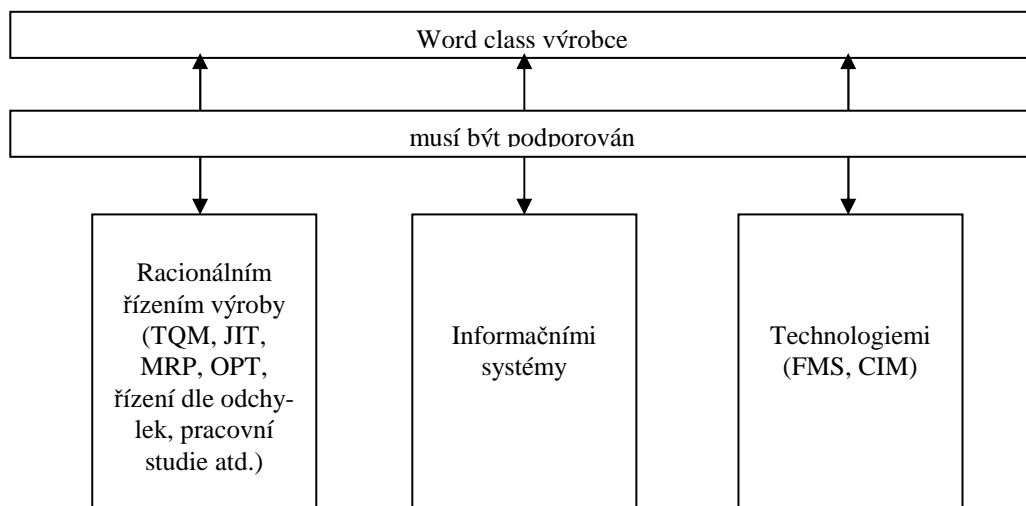 Word class výrobce
musí být podporován
Racionálním
řízením výroby
(TQM, JIT,
MRP, OPT,
řízení dle odchy-
lek, pracovní
studie atd.)
Informačními
systémy
Technologiemi
(FMS, CIM)